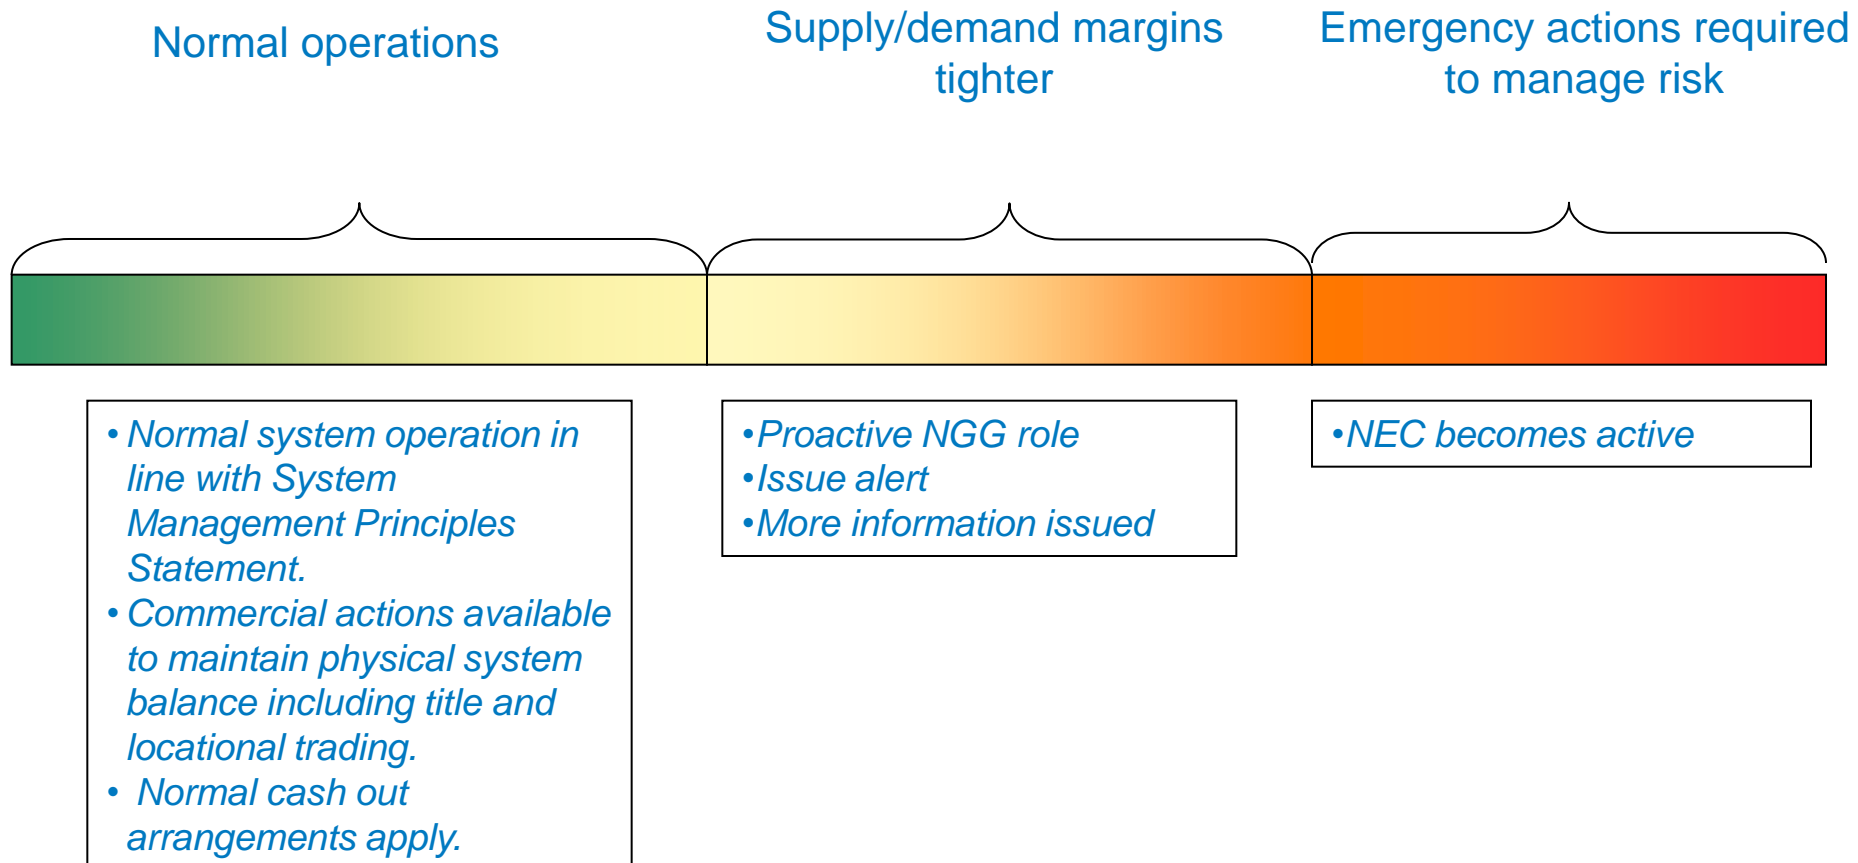 Normal operations
Supply/demand margins
tighter
Emergency actions required
to manage risk
• Normal system operation in
line with System
Management Principles
Statement.
• Commercial actions available
to maintain physical system
balance including title and
locational trading.
• Normal cash out
arrangements apply.
•Proactive NGG role
•Issue alert
•More information issued
•NEC becomes active